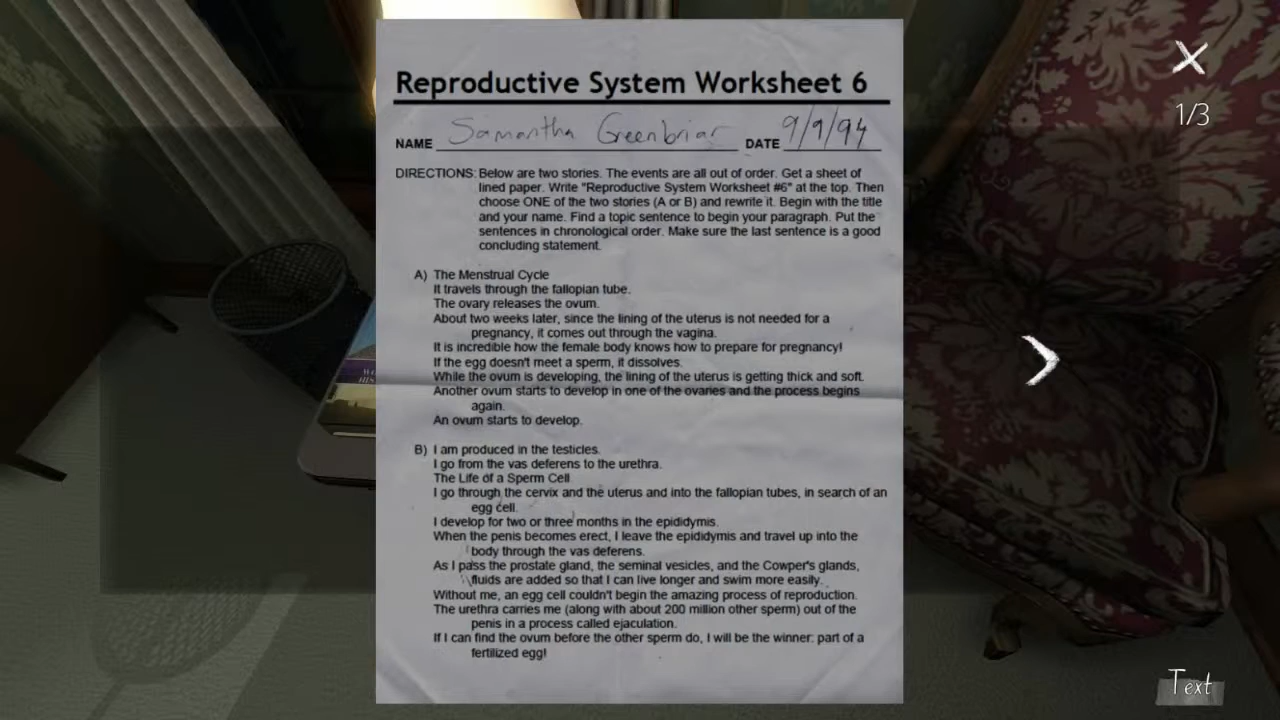 Reproductive System Worksheet 6
NAME Samantha Greenbriar DATE 9/9/94
DIRECTIONS: Below are two stories. The events are all out of order. Get a sheet of
lined paper. Write "Reproductive System Worksheet #6" at the top. Then
choose ONE of the two stories (A or B) and rewrite it. Begin with the title
and your name. Find a topic sentence to begin your paragraph. Put the
sentences in chronological order. Make sure the last sentence is a good
concluding statement.
A) The Menstrual Cycle
It travels through the fallopian tube.
The ovary releases the ovum.
About two weeks later, since the lining of the uterus is not needed for a
pregnancy, it comes out through the vagina.
It is incredible how the female body knows how to prepare for pregnancy!
If the egg doesn't meet a sperm, it dissolves.
While the ovum is developing, the lining of the uterus is getting thick and soft.
Another ovum starts to develop in one of the ovaries and the process begins
again.
An ovum starts to develop.
B) I am produced in the testicles.
I go from the vas deferens to the urethra.
The Life of a Sperm Cell
I go through the cervix and the uterus and into the fallopian tubes, in search of an
egg cell.
I develop for two or three months in the epididymis.
When the penis becomes erect, I leave the epididymis and travel up into the
body through the vas deferens.
As I pass the prostate gland, the seminal vesicles, and the Cowper's glands,
fluids are added so that I can live longer and swim more easily.
Without me, an egg cell couldn't begin the amazing process of reproduction.
The urethra carries me (along with about 200 million other sperm) out of the
penis in a process called ejaculation.
If I can find the ovum before the other sperm do, I will be the winner: part of a
fertilized egg!
1/3
Text